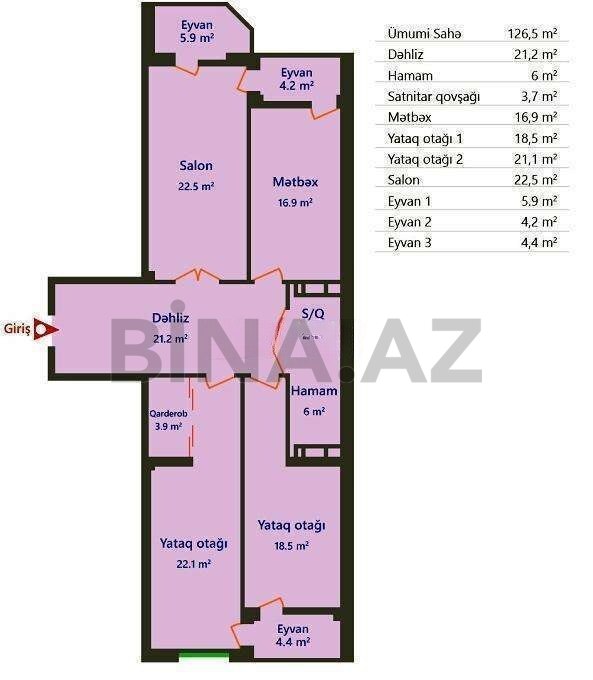 Eyvan
5.9 m²
Eyvan
4.2 m²
Salon
22.5 m²
Mətbəx
16.9 m²
Dəhliz
21.2 m²
Giriş
S/Q
Hamam
6 m²
Qarderob
3.9 m²
Yataq otağı
22.1 m²
Yataq otağı
18.5 m²
Eyvan
4.4 m²
BİNA.AZ
Ümumi Sahə 126,5 m²
Dəhliz 21,2 m²
Hamam 6 m²
Satnitar qovşağı 3,7 m²
Mətbəx 16,9 m²
Yataq otağı 1 18,5 m²
Yataq otağı 2 21,1 m²
Salon 22,5 m²
Eyvan 1 5.9 m²
Eyvan 2 4,2 m²
Eyvan 3 4,4 m²